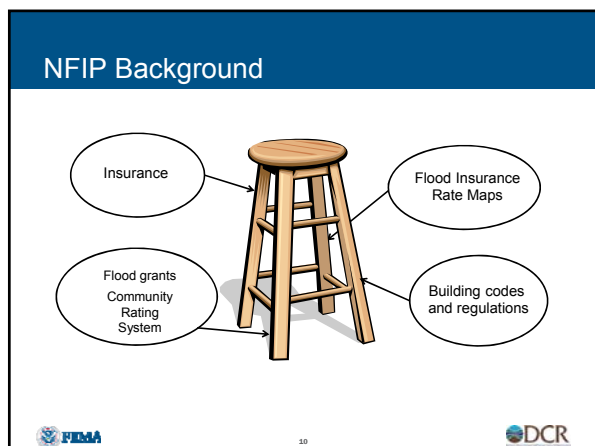 NFIP Background
Insurance
Flood Insurance
Rate Maps
Flood grants
Community
Rating
System
Building codes
and regulations
FEMA
10
DCR